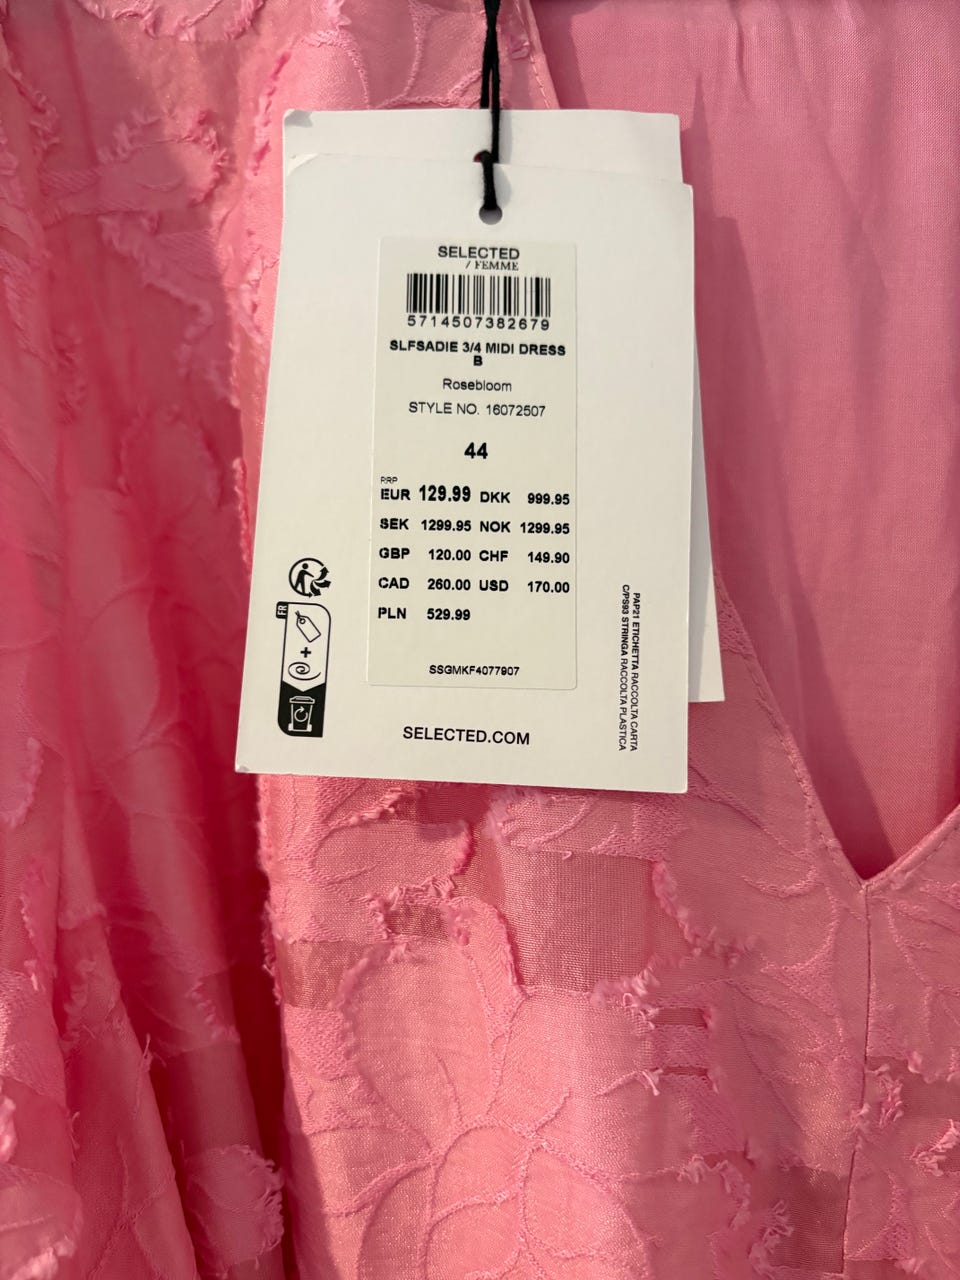 SELECTED
/ FEMME
5714507382679
SLFSADIE 3/4 MIDI DRESS
B
Rosebloom
STYLE NO. 16072507
44
RRP
EUR 129.99 DKK 999.95
SEK 1299.95 NOK 1299.95
GBP 120.00 CHF 149.90
CAD 260.00 USD 170.00
PLN 529.99
SSGMKF4077907
FR
+
SELECTED.COM
PAP21 ETICHETTA RACCOLTA CARTA
C/PS93 STRINGA RACCOLTA PLASTICA